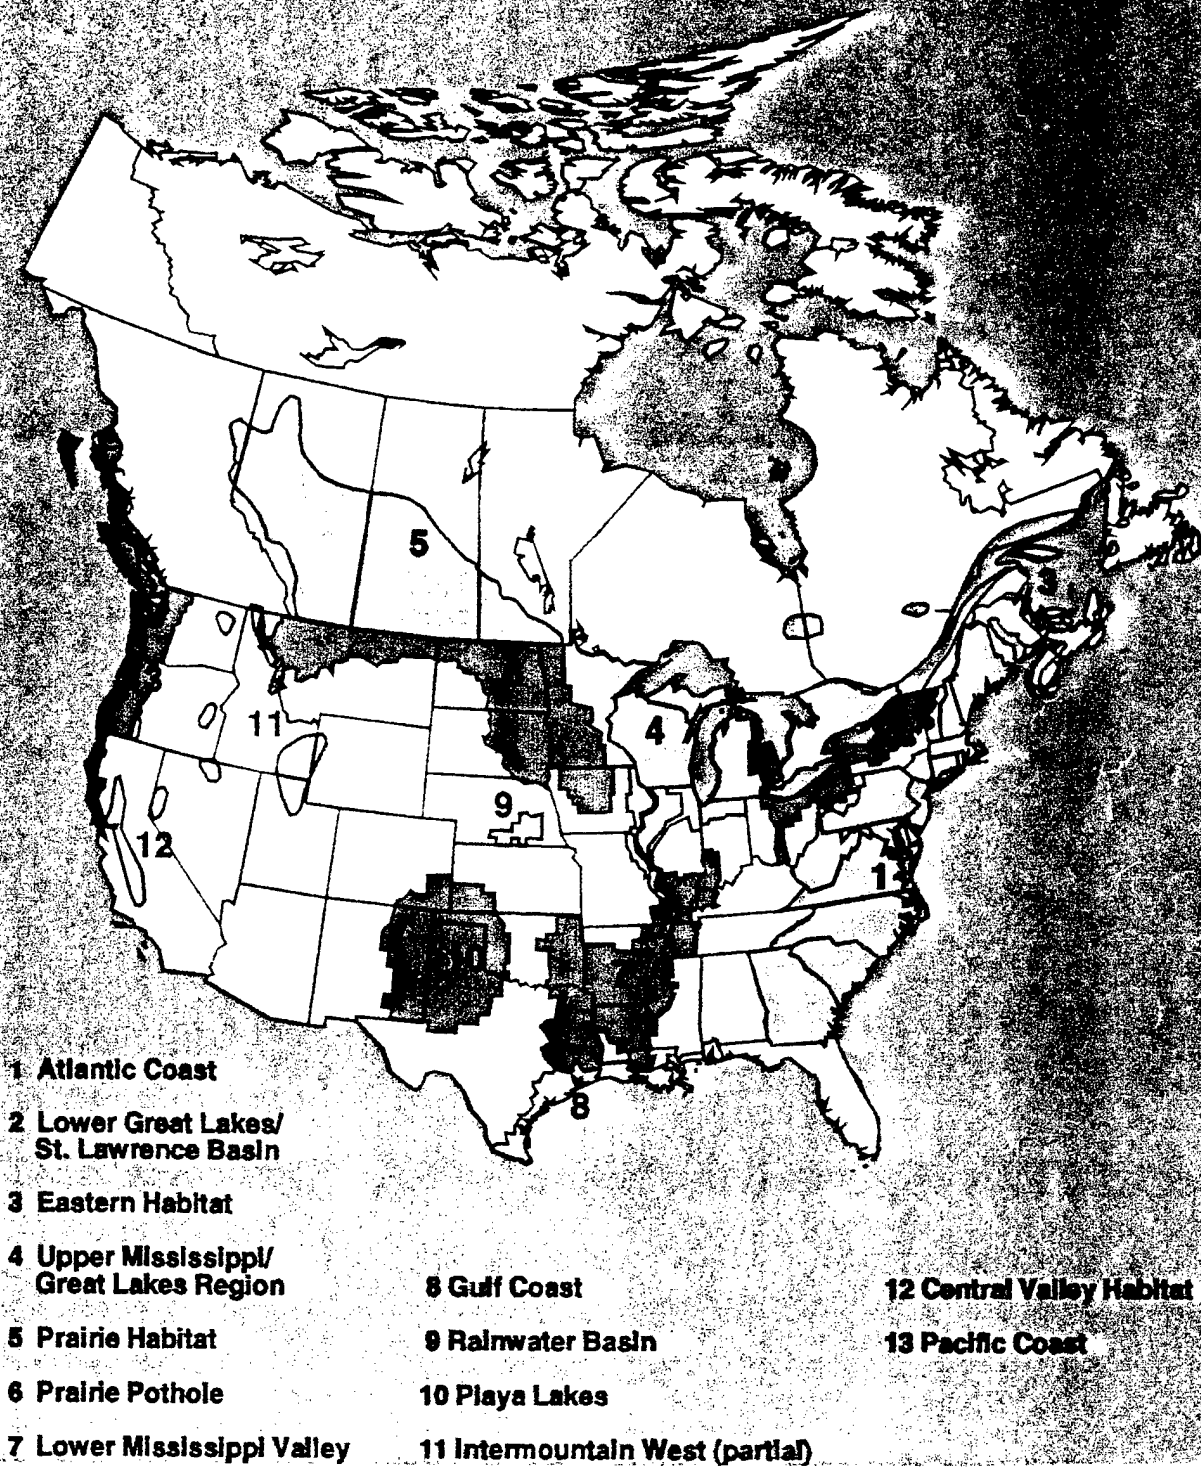 5
3
4
11
9
12
1
10
8
1 Atlantic Coast
2 Lower Great Lakes/
St. Lawrence Basin
3 Eastern Habitat
4 Upper Mississippi/
Great Lakes Region
5 Prairie Habitat
6 Prairie Pothole
7 Lower Mississippi Valley
8 Gulf Coast
9 Rainwater Basin
10 Playa Lakes
11 Intermountain West (partial)
12 Central Valley Habitat
13 Pacific Coast